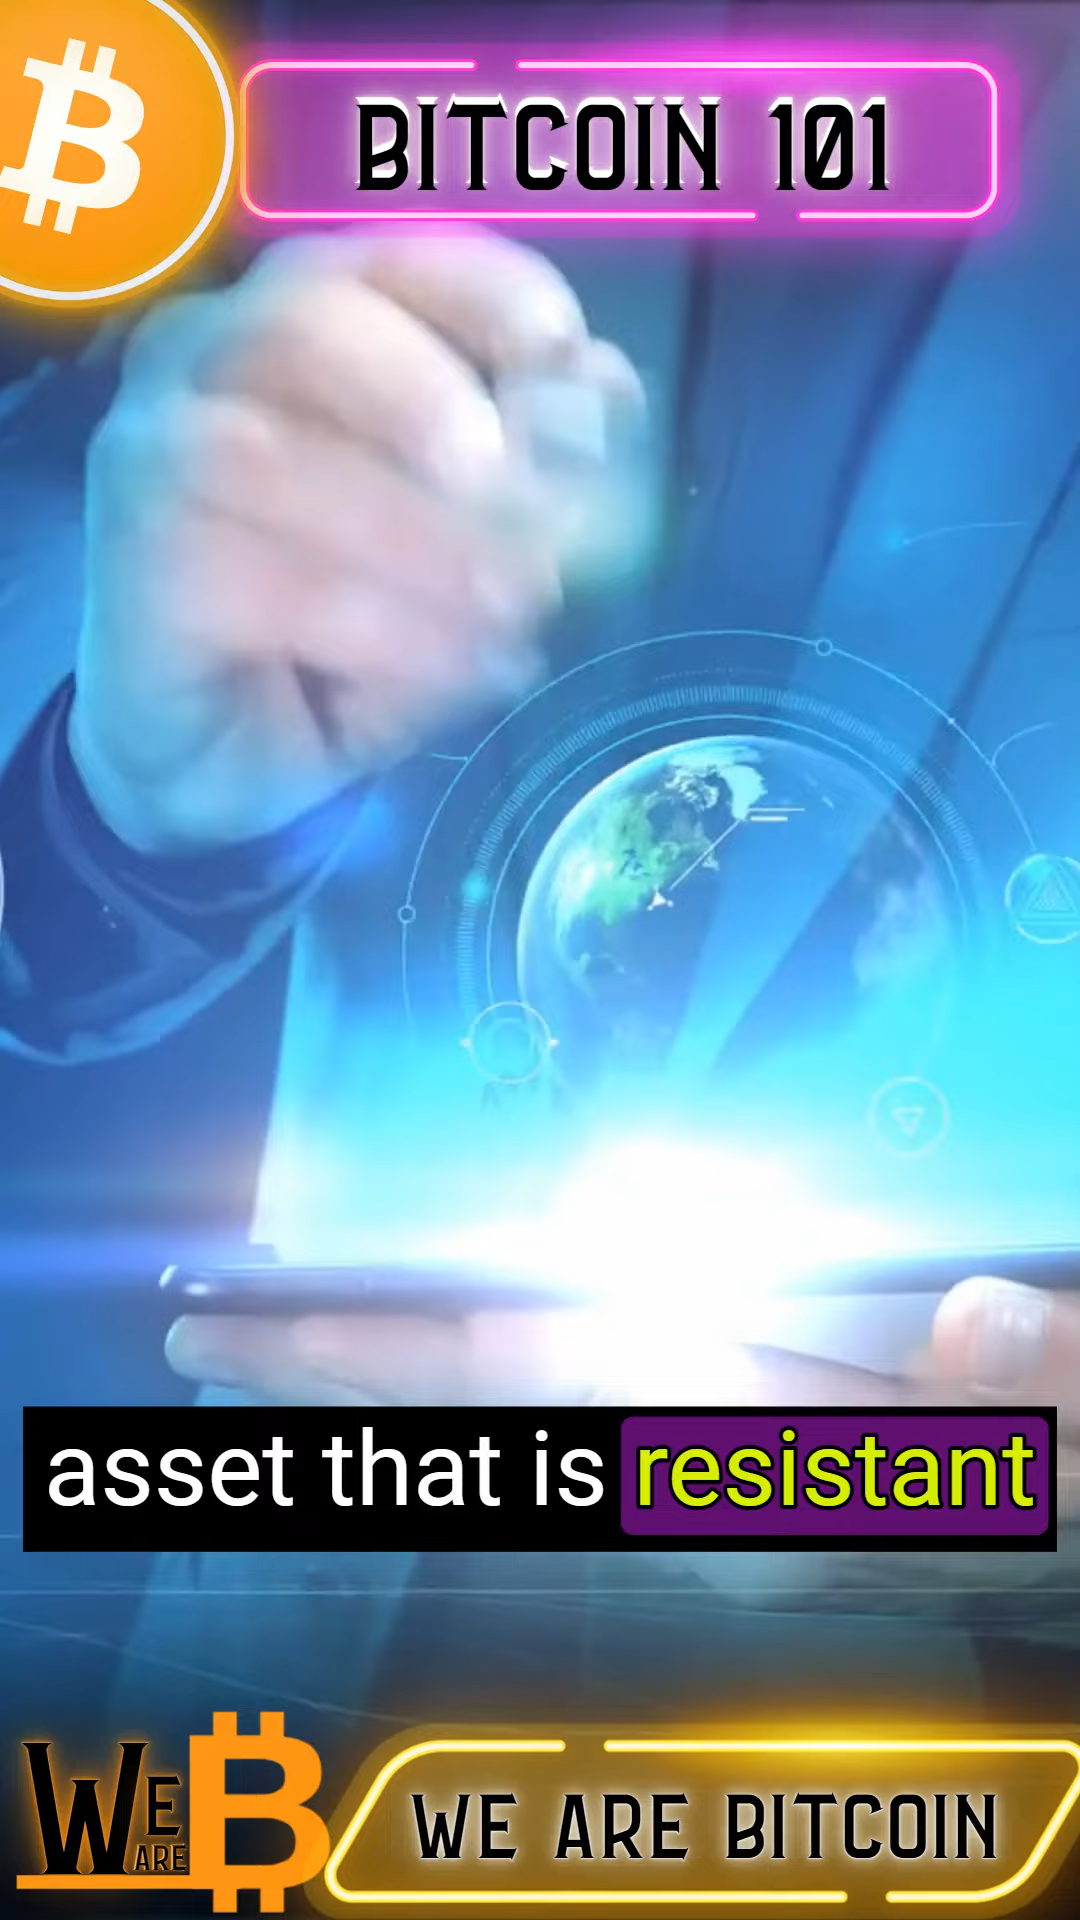 BITCOIN 101
asset that is resistant
WE ARE
WE ARE BITCOIN